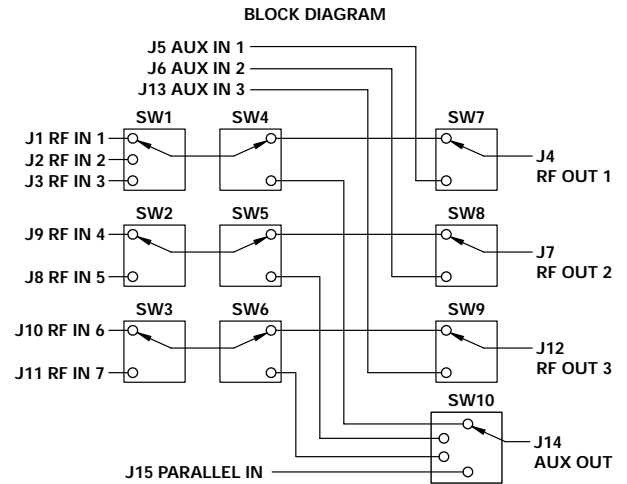 BLOCK DIAGRAM
J5 AUX IN 1
J6 AUX IN 2
J13 AUX IN 3
SW1
SW4
SW7
J1 RF IN 1
J2 RF IN 2
J3 RF IN 3
J4
RF OUT 1
SW2
SW5
SW8
J9 RF IN 4
J8 RF IN 5
J7
RF OUT 2
SW3
SW6
SW9
J10 RF IN 6
J11 RF IN 7
J12
RF OUT 3
SW10
J14
AUX OUT
J15 PARALLEL IN